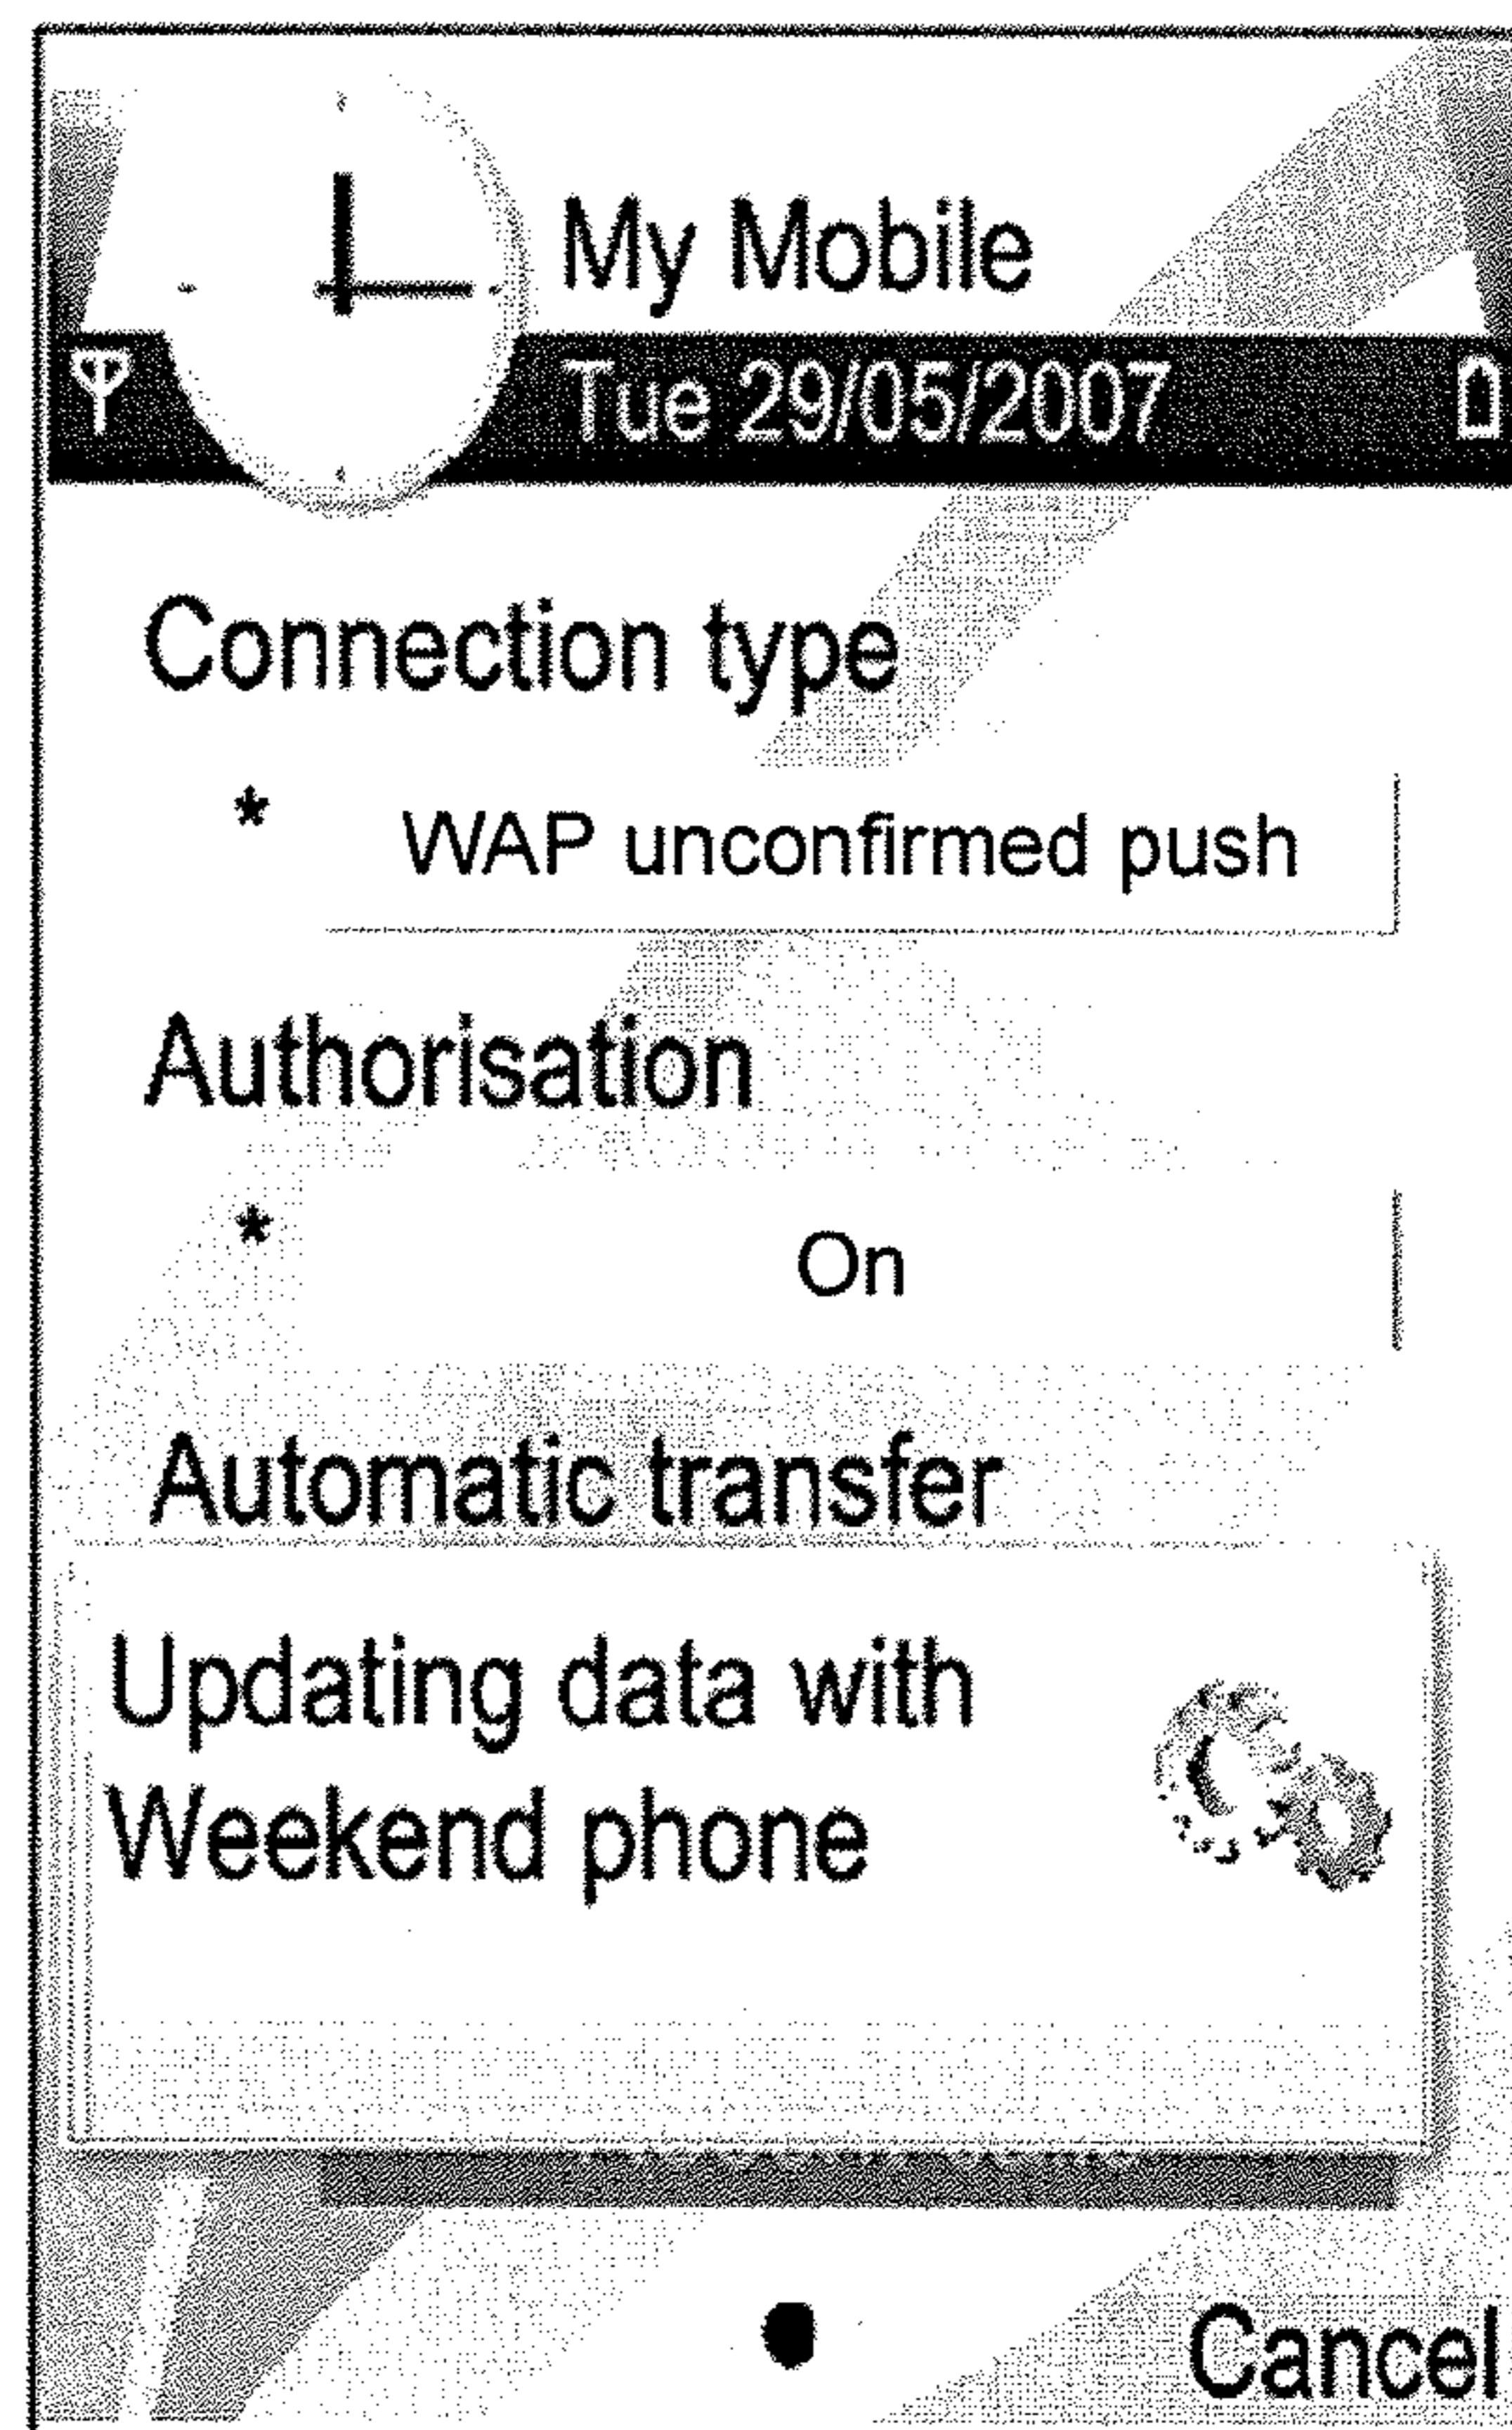 My Mobile
Tue 29/05/2007
Connection type
* WAP unconfirmed push
Authorisation
* On
Automatic transfer
Updating data with
Weekend phone
Cancel